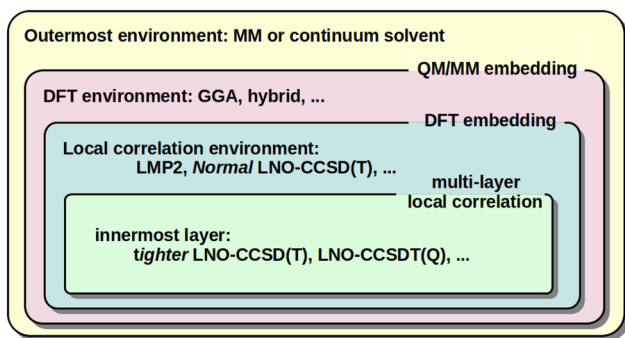 Outermost environment: MM or continuum solvent
QM/MM embedding
DFT environment: GGA, hybrid, ...
DFT embedding
Local correlation environment:
LMP2, Normal LNO-CCSD(T), ...
multi-layer
local correlation
innermost layer:
tighter LNO-CCSD(T), LNO-CCSDT(Q), ...